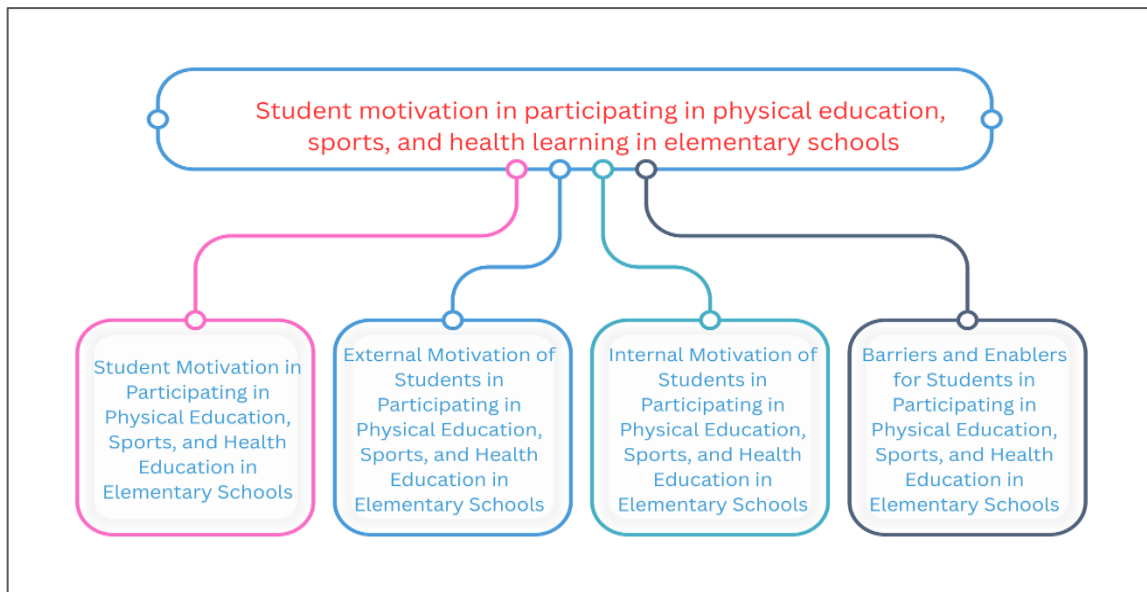 Student motivation in participating in physical education,
sports, and health learning in elementary schools
Student Motivation in
Participating in
Physical Education,
Sports, and Health
Education in
Elementary Schools
External Motivation of
Students in
Participating in
Physical Education,
Sports, and Health
Education in
Elementary Schools
Internal Motivation of
Students in
Participating in
Physical Education,
Sports, and Health
Education in
Elementary Schools
Barriers and Enablers
for Students in
Participating in
Physical Education,
Sports, and Health
Education in
Elementary Schools